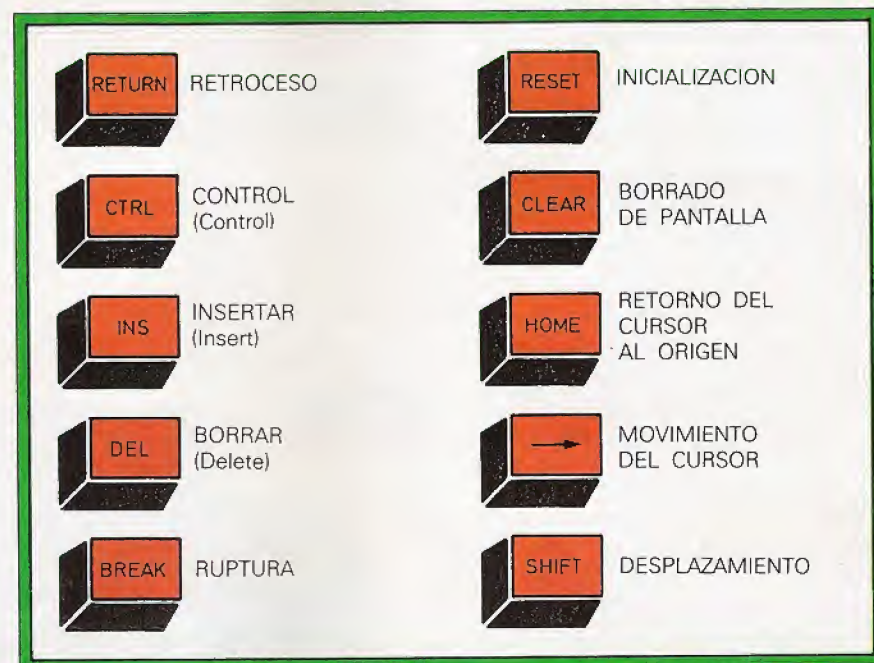 RETURN RETROCESO
CTRL CONTROL
(Control)
INS INSERTAR
(Insert)
DEL BORRAR
(Delete)
BREAK RUPTURA
RESET INICIALIZACION
CLEAR BORRADO
DE PANTALLA
HOME RETORNO DEL
CURSOR
AL ORIGEN
MOVIMIENTO
DEL CURSOR
SHIFT DESPLAZAMIENTO